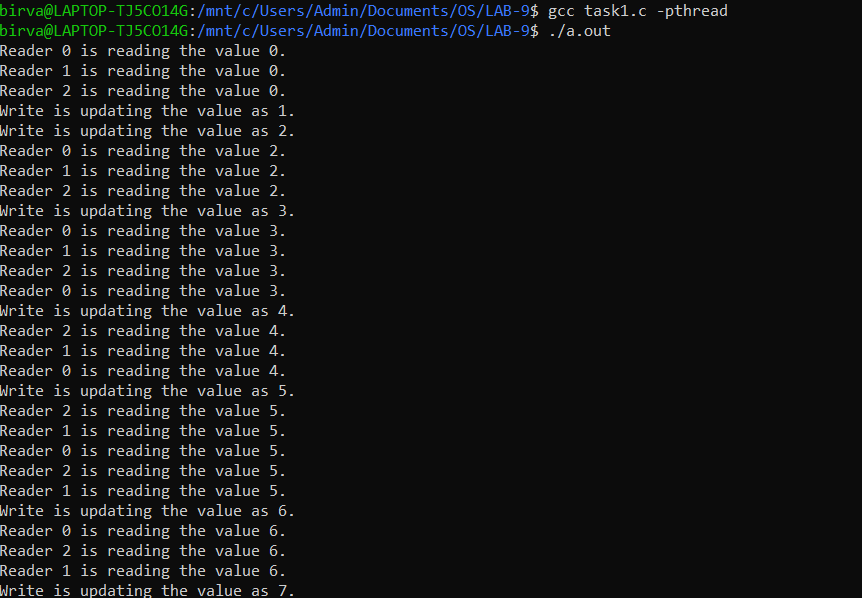 birva@LAPTOP-TJ5CO14G:/mnt/c/Users/Admin/Documents/OS/LAB-9$ gcc task1.c -pthread
birva@LAPTOP-TJ5CO14G:/mnt/c/Users/Admin/Documents/OS/LAB-9$ ./a.out
Reader 0 is reading the value 0.
Reader 1 is reading the value 0.
Reader 2 is reading the value 0.
Write is updating the value as 1.
Write is updating the value as 2.
Reader 0 is reading the value 2.
Reader 1 is reading the value 2.
Reader 2 is reading the value 2.
Write is updating the value as 3.
Reader 0 is reading the value 3.
Reader 1 is reading the value 3.
Reader 2 is reading the value 3.
Reader 0 is reading the value 3.
Write is updating the value as 4.
Reader 2 is reading the value 4.
Reader 1 is reading the value 4.
Reader 0 is reading the value 4.
Write is updating the value as 5.
Reader 2 is reading the value 5.
Reader 1 is reading the value 5.
Reader 0 is reading the value 5.
Reader 2 is reading the value 5.
Reader 1 is reading the value 5.
Write is updating the value as 6.
Reader 0 is reading the value 6.
Reader 2 is reading the value 6.
Reader 1 is reading the value 6.
Write is updating the value as 7.